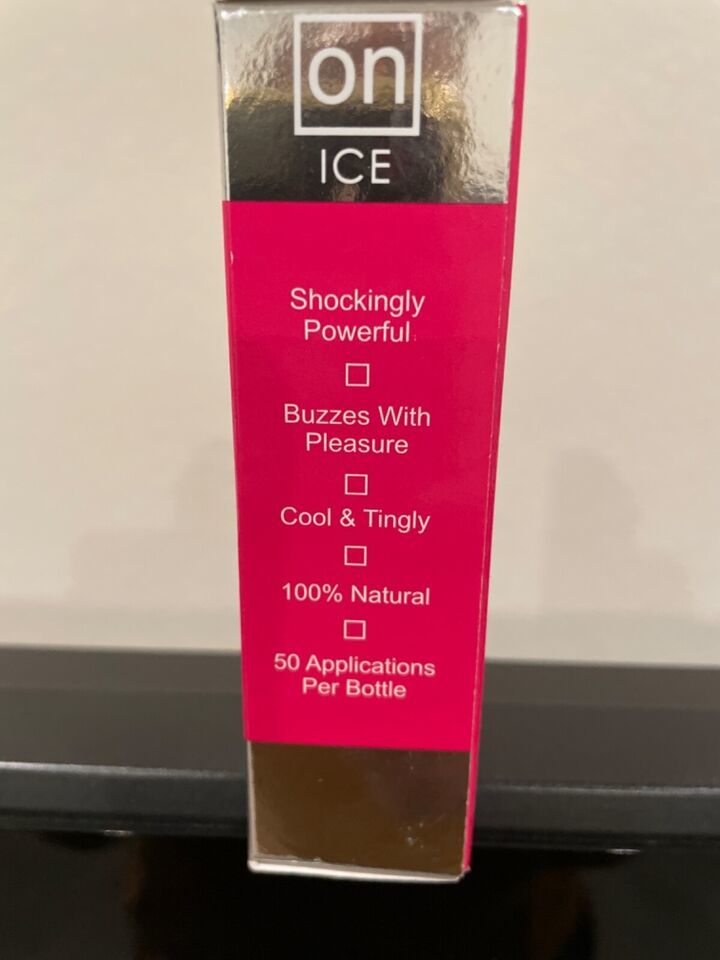 on
ICE
Shockingly
Powerful
Buzzes With
Pleasure
Cool & Tingly
100% Natural
50 Applications
Per Bottle